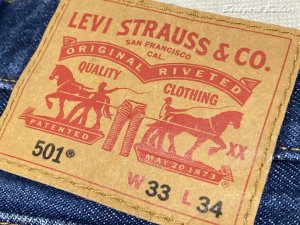 LEVI STRAUSS & CO.
SAN FRANCISCO
CAL.
ORIGINAL RIVETED
QUALITY CLOTHING
PATENTED
MAY 20 1873
XX
501®
W 33 L 34